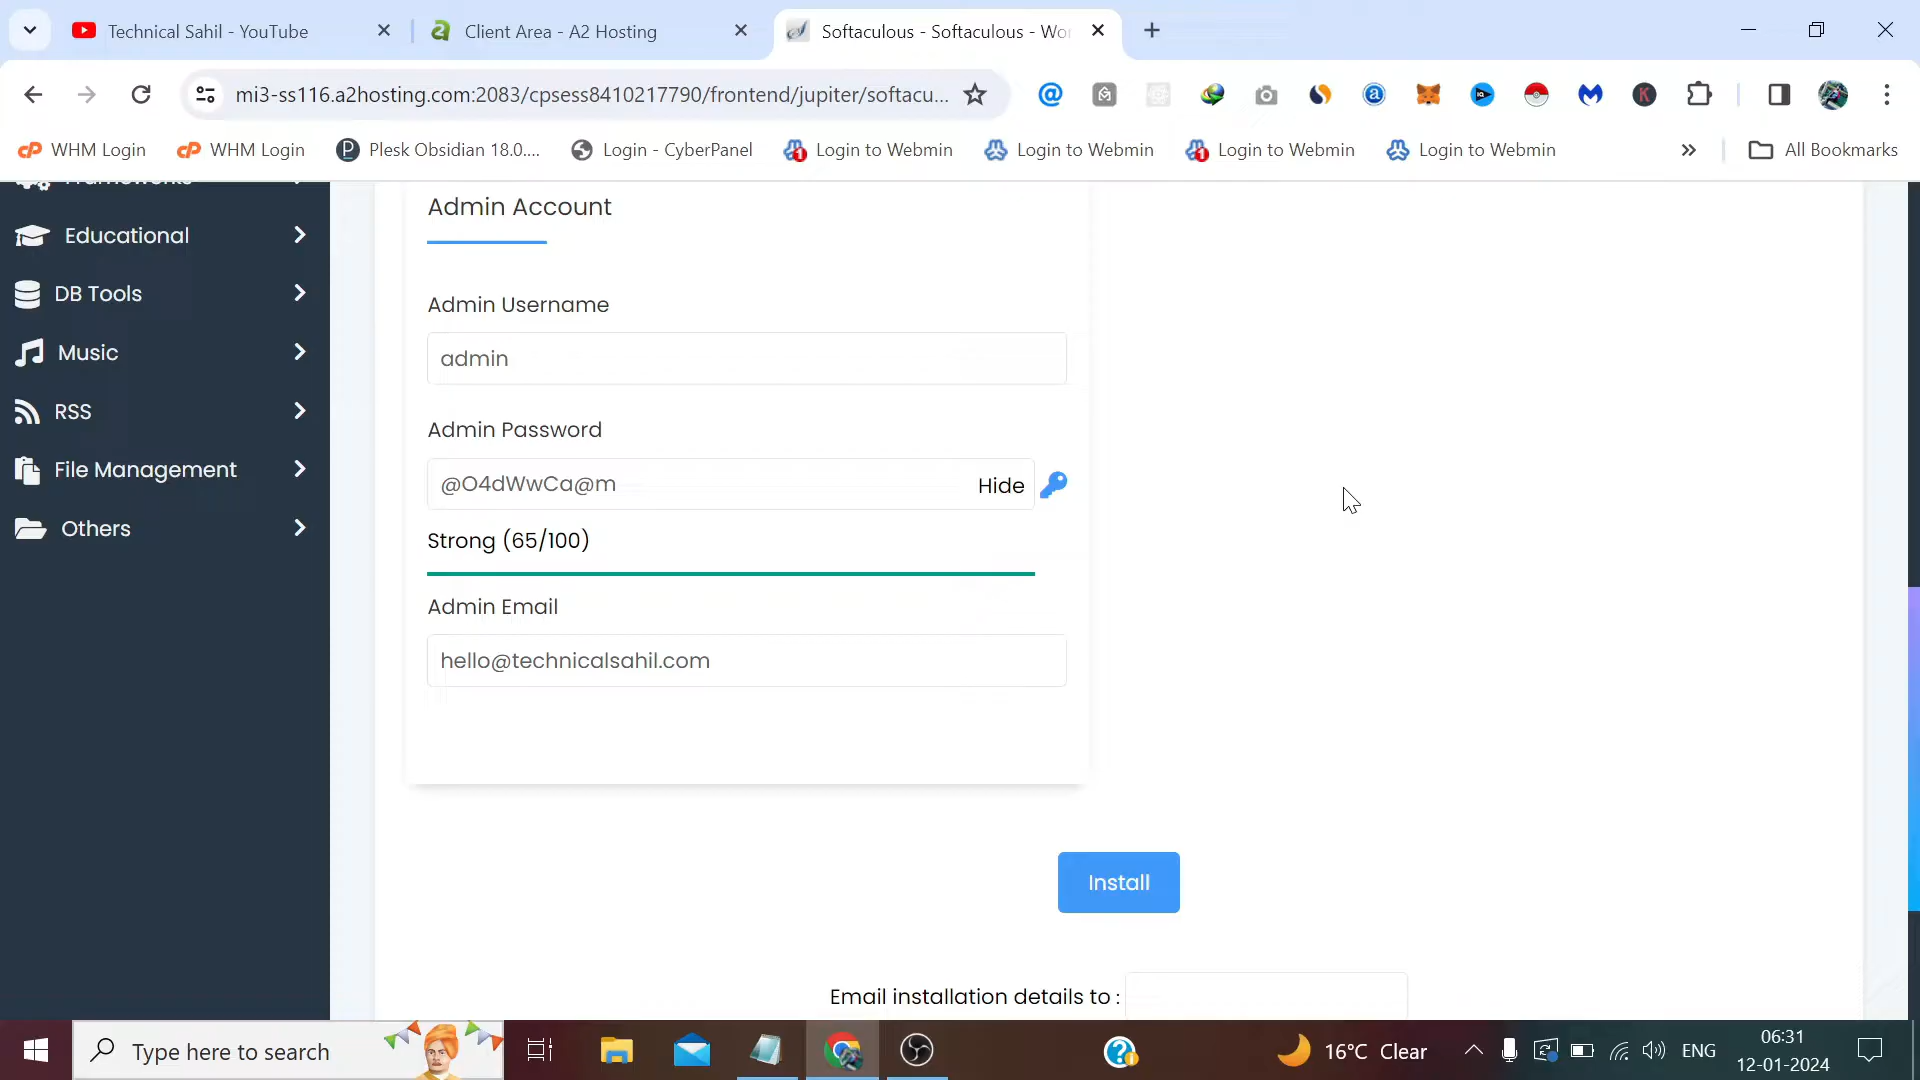 Technical Sahil - YouTube
Client Area - A2 Hosting
Softaculous - Softaculous - Wor
mi3-ss116.a2hosting.com:2083/cpsess8410217790/frontend/jupiter/softacu...
WHM Login
WHM Login
Plesk Obsidian 18.0....
Login - CyberPanel
Login to Webmin
Login to Webmin
Login to Webmin
Login to Webmin
All Bookmarks
Educational
DB Tools
Music
RSS
File Management
Others
Admin Account
Admin Username
admin
Admin Password
@O4dWwCa@m
Hide
Strong (65/100)
Admin Email
hello@technicalsahil.com
Install
Email installation details to :
Type here to search
16°C Clear
ENG
06:31
12-01-2024